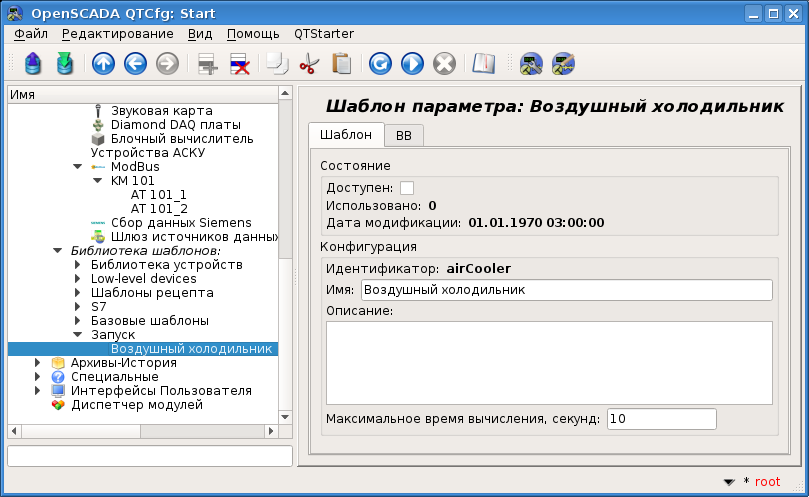 OpenSCADA QTCfg: Start
Файл Редактирование Вид Помощь QTStarter
Имя
Звуковая карта
Diamond DAQ платы
Блочный вычислитель
Устройства АСКУ
ModBus
КМ 101
AT 101_1
AT 101_2
Сбор данных Siemens
Шлюз источников данны
Библиотека шаблонов:
Библиотека устройств
Low-level devices
Шаблоны рецепта
S7
Базовые шаблоны
Запуск
Воздушный холодильник
Архивы-История
Специальные
Интерфейсы Пользователя
Диспетчер модулей
Шаблон параметра: Воздушный холодильник
Шаблон ВВ
Состояние
Доступен:
Использовано: 0
Дата модификации: 01.01.1970 03:00:00
Конфигурация
Идентификатор: airCooler
Имя: Воздушный холодильник
Описание:
Максимальное время вычисления, секунд: 10
* root